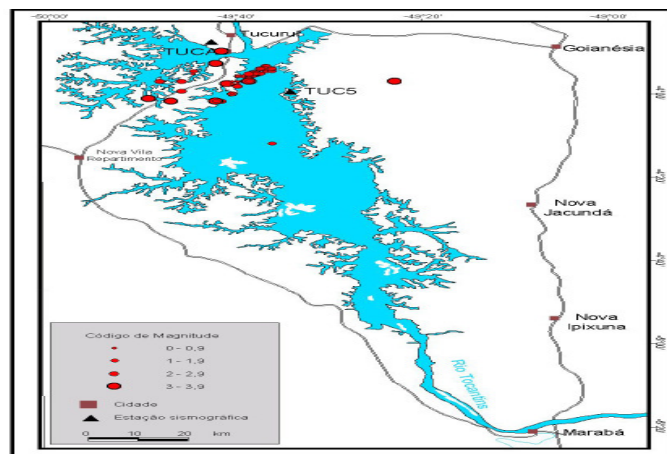 -50°00'
-49°40'
-49°20'
-49°00'
Tucuruí
TUCA
Goianésia
TUC5
Nova Vila
Repartimento
Nova
Jacundá
Nova
Ipixuna
Rio Tocantins
Marabá
Código de Magnitude
0 - 0,9
1 - 1,9
2 - 2,9
3 - 3,9
Cidade
Estação sismográfica
0 10 20 km